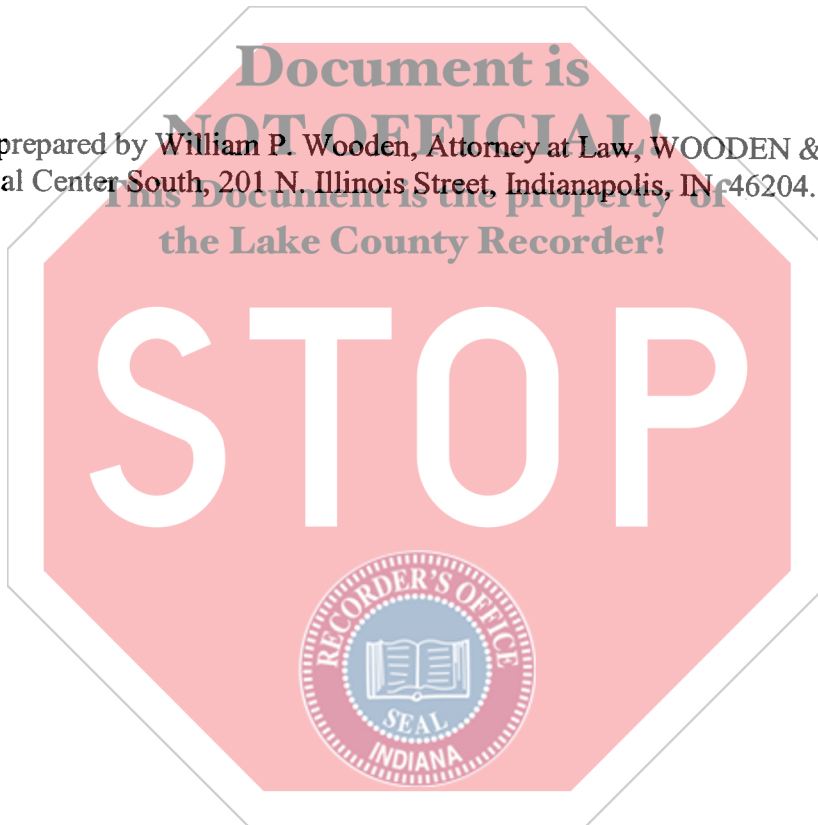 Document is
NOT OFFICIAL!
prepared by William P. Wooden, Attorney at Law, WOODEN &
al Center South, 201 N. Illinois Street, Indianapolis, IN 46204.
This Document is the property of
the Lake County Recorder!
STOP
RECORDER'S OFFICE
SEAL
INDIANA